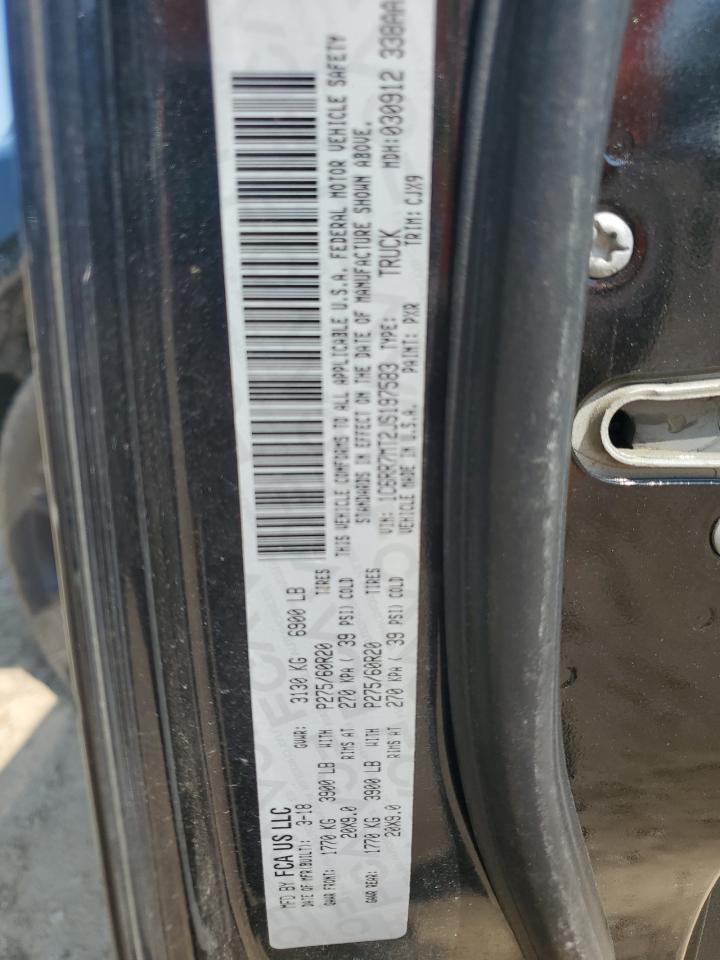 MFD BY FCA US LLC
DATE OF MFR(BUILT): 3-18 GVWR: 3130 KG 6900 LB
GWAR FRONT: 1770 KG 3900 LB WITH P275/60R20 TIRES
20X9.0 RIMS AT 270 KPA ( 39 PSI) COLD
GWAR REAR: 1770 KG 3900 LB WITH P275/60R20 TIRES
20X9.0 RIMS AT 270 KPA ( 39 PSI) COLD
THIS VEHICLE CONFORMS TO ALL APPLICABLE U.S.A. FEDERAL MOTOR VEHICLE SAFETY
STANDARDS IN EFFECT ON THE DATE OF MANUFACTURE SHOWN ABOVE.
VIN: 1C6RR7MT2JS197583 TYPE: TRUCK MDH:030912 338AA
VEHICLE MADE IN U.S.A. PAINT: PXR TRIM: CJX9